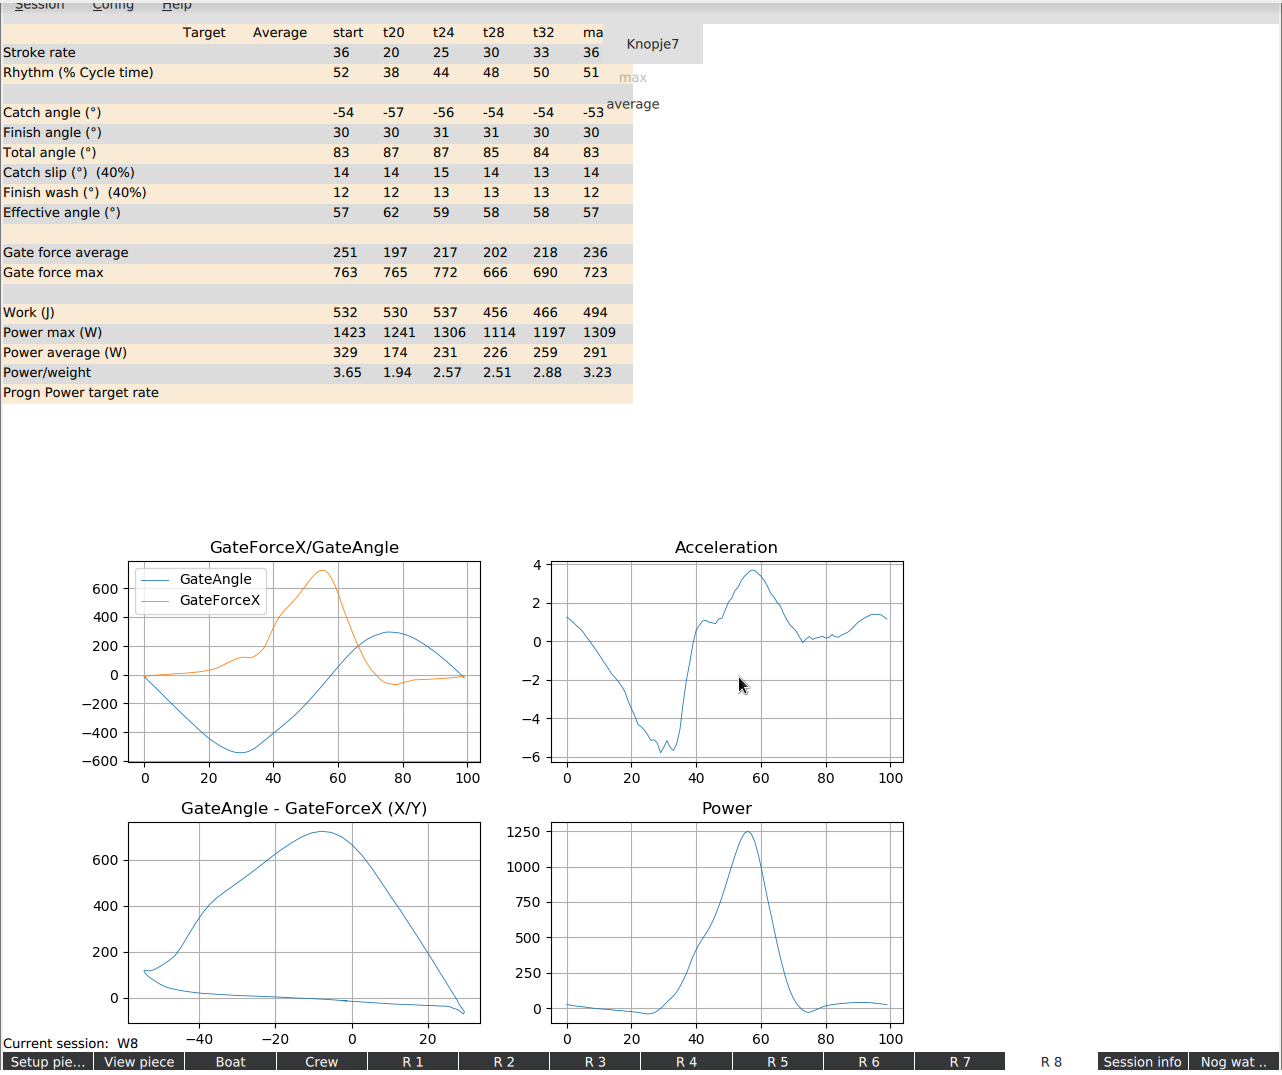 Session Config Help
Target Average start t20 t24 t28 t32 ma
Knopje7
Stroke rate 36 20 25 30 33 36
Rhythm (% Cycle time) 52 38 44 48 50 51
max
average
Catch angle (°) -54 -57 -56 -54 -54 -53
Finish angle (°) 30 30 31 31 30 30
Total angle (°) 83 87 87 85 84 83
Catch slip (°) (40%) 14 14 15 14 13 14
Finish wash (°) (40%) 12 12 13 13 13 12
Effective angle (°) 57 62 59 58 58 57
Gate force average 251 197 217 202 218 236
Gate force max 763 765 772 666 690 723
Work (J) 532 530 537 456 466 494
Power max (W) 1423 1241 1306 1114 1197 1309
Power average (W) 329 174 231 226 259 291
Power/weight 3.65 1.94 2.57 2.51 2.88 3.23
Progn Power target rate
GateForceX/GateAngle
GateAngle
GateForceX
600
400
200
0
−200
−400
−600
0 20 40 60 80 100
Acceleration
4
2
0
−2
−4
−6
0 20 40 60 80 100
GateAngle - GateForceX (X/Y)
600
400
200
0
−40 −20 0 20
Power
1250
1000
750
500
250
0
0 20 40 60 80 100
Current session: W8
Setup pie... View piece Boat Crew R 1 R 2 R 3 R 4 R 5 R 6 R 7 R 8 Session info Nog wat ..